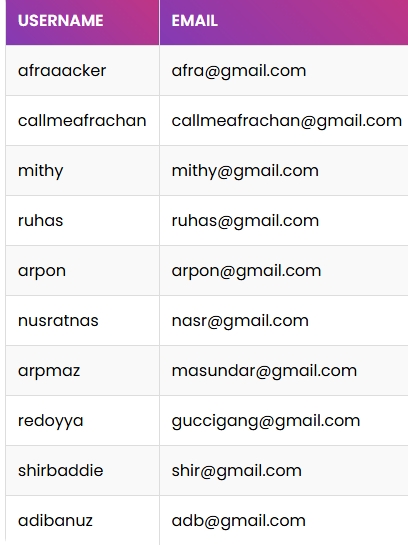 USERNAME EMAIL
afraaacker afra@gmail.com
callmeafrachan callmeafrachan@gmail.com
mithy mithy@gmail.com
ruhas ruhas@gmail.com
arpon arpon@gmail.com
nusratnas nasr@gmail.com
arpmaz masundar@gmail.com
redoyya guccigang@gmail.com
shirbaddie shir@gmail.com
adibanuz adb@gmail.com